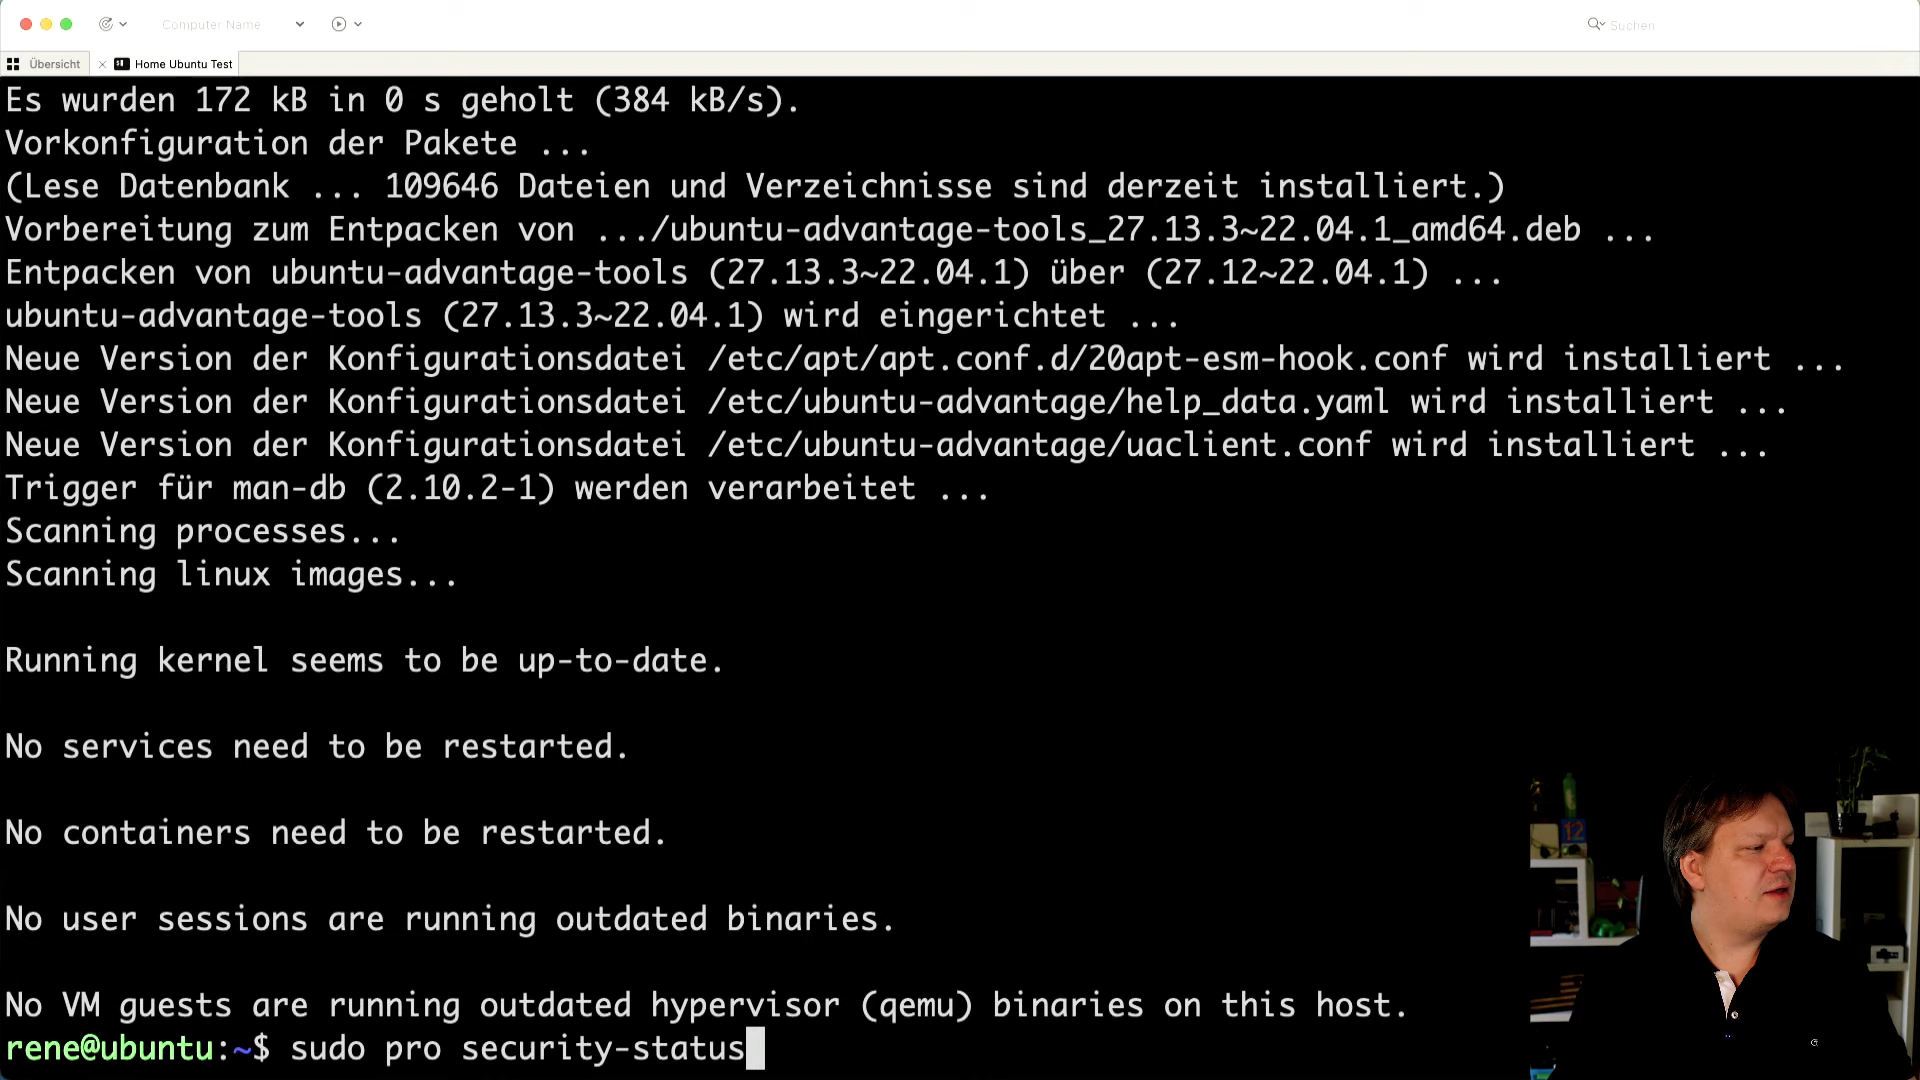 Computer Name
Suchen
Übersicht
Home Ubuntu Test
Es wurden 172 kB in 0 s geholt (384 kB/s).
Vorkonfiguration der Pakete ...
(Lese Datenbank ... 109646 Dateien und Verzeichnisse sind derzeit installiert.)
Vorbereitung zum Entpacken von .../ubuntu-advantage-tools_27.13.3~22.04.1_amd64.deb ...
Entpacken von ubuntu-advantage-tools (27.13.3~22.04.1) über (27.12~22.04.1) ...
ubuntu-advantage-tools (27.13.3~22.04.1) wird eingerichtet ...
Neue Version der Konfigurationsdatei /etc/apt/apt.conf.d/20apt-esm-hook.conf wird installiert ...
Neue Version der Konfigurationsdatei /etc/ubuntu-advantage/help_data.yaml wird installiert ...
Neue Version der Konfigurationsdatei /etc/ubuntu-advantage/uaclient.conf wird installiert ...
Trigger für man-db (2.10.2-1) werden verarbeitet ...
Scanning processes...
Scanning linux images...
Running kernel seems to be up-to-date.
No services need to be restarted.
No containers need to be restarted.
No user sessions are running outdated binaries.
No VM guests are running outdated hypervisor (qemu) binaries on this host.
rene@ubuntu:~$ sudo pro security-status
12